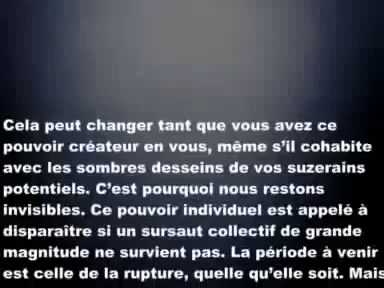 Cela peut changer tant que vous avez ce
pouvoir créateur en vous, même s'il cohabite
avec les sombres desseins de vos suzerains
potentiels. C'est pourquoi nous restons
invisibles. Ce pouvoir individuel est appelé à
disparaître si un sursaut collectif de grande
magnitude ne survient pas. La période à venir
est celle de la rupture, quelle qu'elle soit. Mais